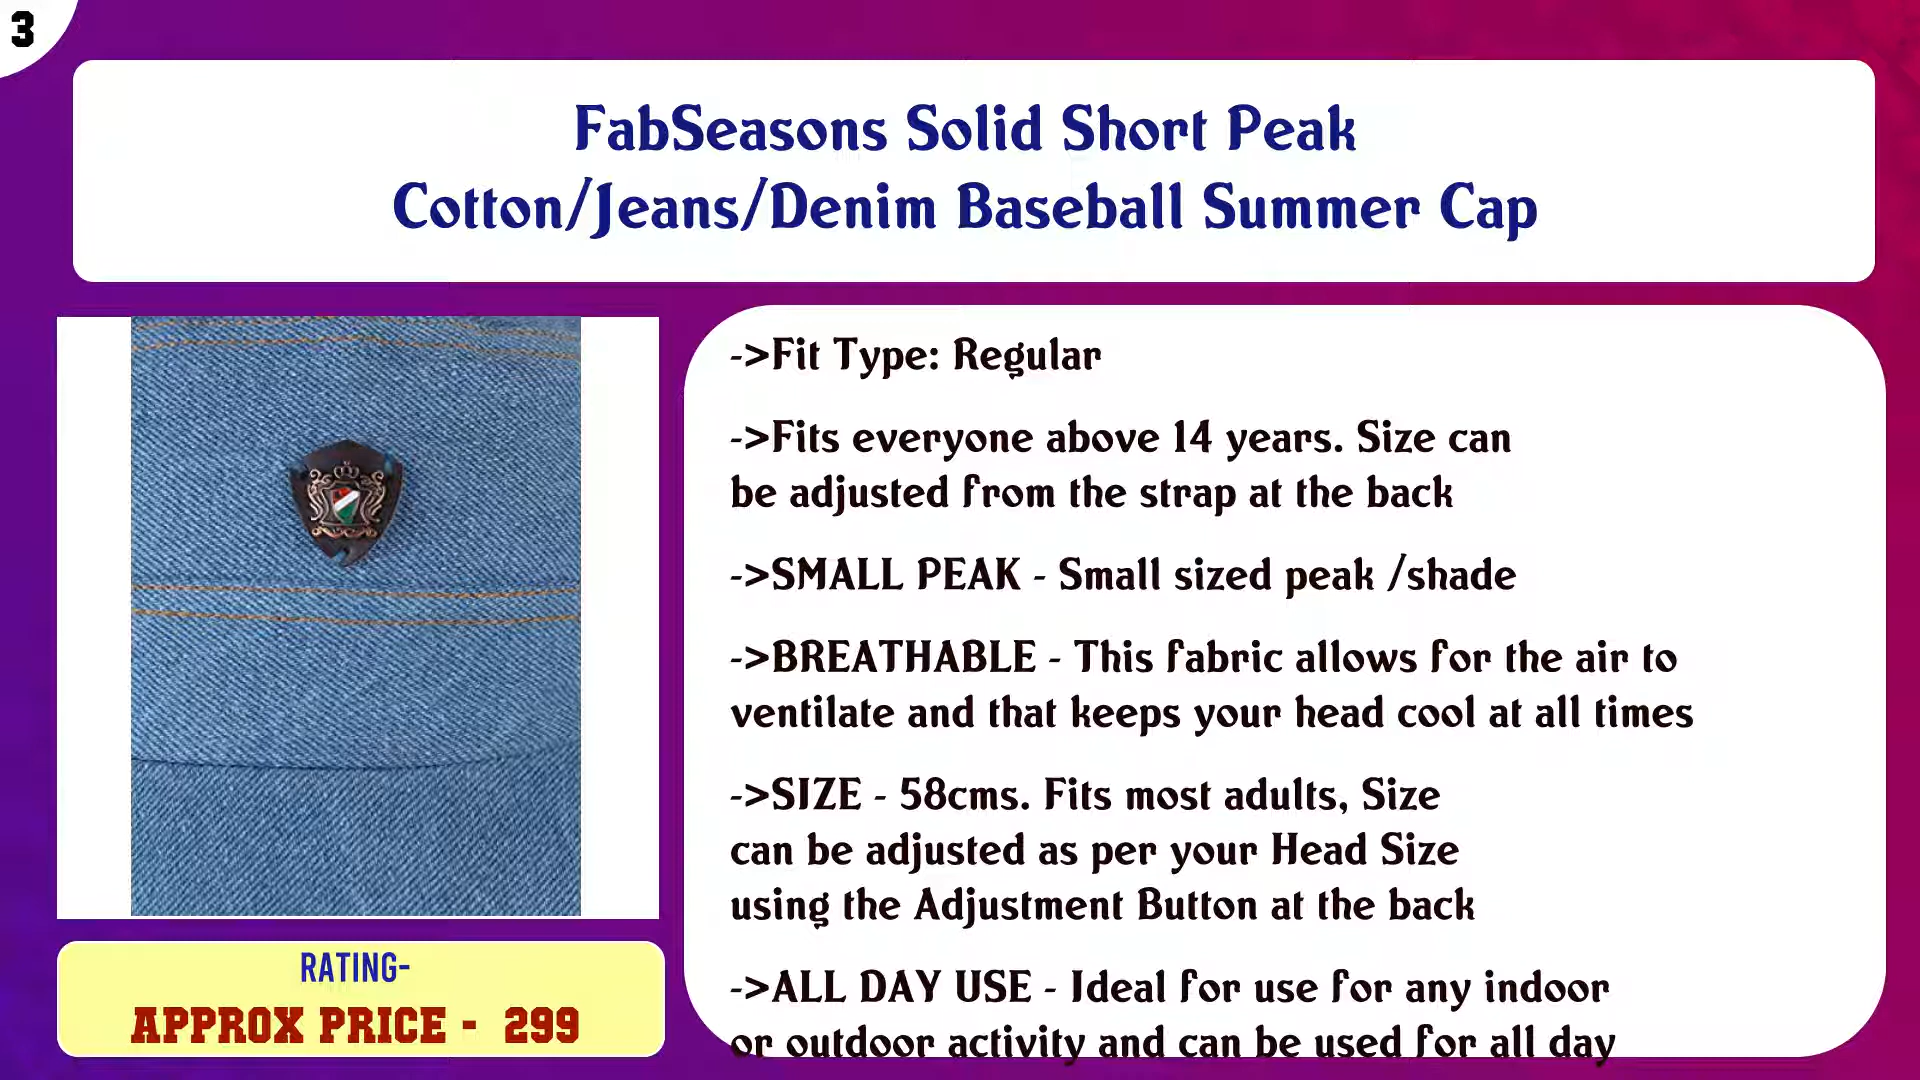 3
FabSeasons Solid Short Peak
Cotton/Jeans/Denim Baseball Summer Cap
->Fit Type: Regular
->Fits everyone above 14 years. Size can
be adjusted from the strap at the back
->SMALL PEAK - Small sized peak /shade
->BREATHABLE - This fabric allows for the air to
ventilate and that keeps your head cool at all times
->SIZE - 58cms. Fits most adults, Size
can be adjusted as per your Head Size
using the Adjustment Button at the back
->ALL DAY USE - Ideal for use for any indoor
or outdoor activity and can be used for all day
RATING-
APPROX PRICE - 299